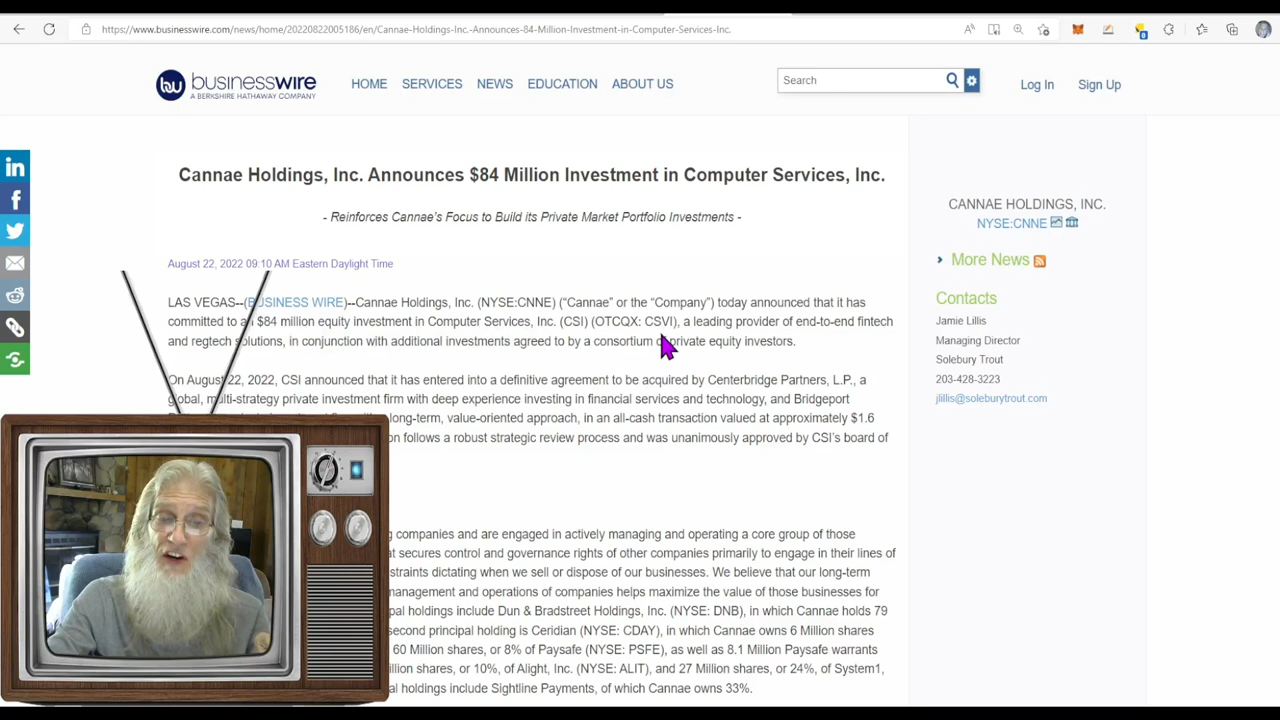 https://www.businesswire.com/news/home/20220822005186/en/Cannae-Holdings-Inc.-Announces-84-Million-Investment-in-Computer-Services-Inc.
businesswire
A BERKSHIRE HATHAWAY COMPANY
HOME SERVICES NEWS EDUCATION ABOUT US
Search
Log In Sign Up
Cannae Holdings, Inc. Announces $84 Million Investment in Computer Services, Inc.
- Reinforces Cannae's Focus to Build its Private Market Portfolio Investments -
August 22, 2022 09:10 AM Eastern Daylight Time
LAS VEGAS--(BUSINESS WIRE)--Cannae Holdings, Inc. (NYSE:CNNE) (“Cannae” or the “Company”) today announced that it has
committed to an $84 million equity investment in Computer Services, Inc. (CSI) (OTCQX: CSVI), a leading provider of end-to-end fintech
and regtech solutions, in conjunction with additional investments agreed to by a consortium of private equity investors.
On August 22, 2022, CSI announced that it has entered into a definitive agreement to be acquired by Centerbridge Partners, L.P., a
global, multi-strategy private investment firm with deep experience investing in financial services and technology, and Bridgeport
long-term, value-oriented approach, in an all-cash transaction valued at approximately $1.6
follows a robust strategic review process and was unanimously approved by CSI's board of
companies and are engaged in actively managing and operating a core group of those
secures control and governance rights of other companies primarily to engage in their lines of
dictating when we sell or dispose of our businesses. We believe that our long-term
management and operations of companies helps maximize the value of those businesses for
holdings include Dun & Bradstreet Holdings, Inc. (NYSE: DNB), in which Cannae holds 79
second principal holding is Ceridian (NYSE: CDAY), in which Cannae owns 6 Million shares
60 Million shares, or 8% of Paysafe (NYSE: PSFE), as well as 8.1 Million Paysafe warrants
shares, or 10%, of Alight, Inc. (NYSE: ALIT), and 27 Million shares, or 24%, of System1,
holdings include Sightline Payments, of which Cannae owns 33%.
CANNAE HOLDINGS, INC.
NYSE:CNNE
More News
Contacts
Jamie Lillis
Managing Director
Solebury Trout
203-428-3223
jlillis@soleburytrout.com